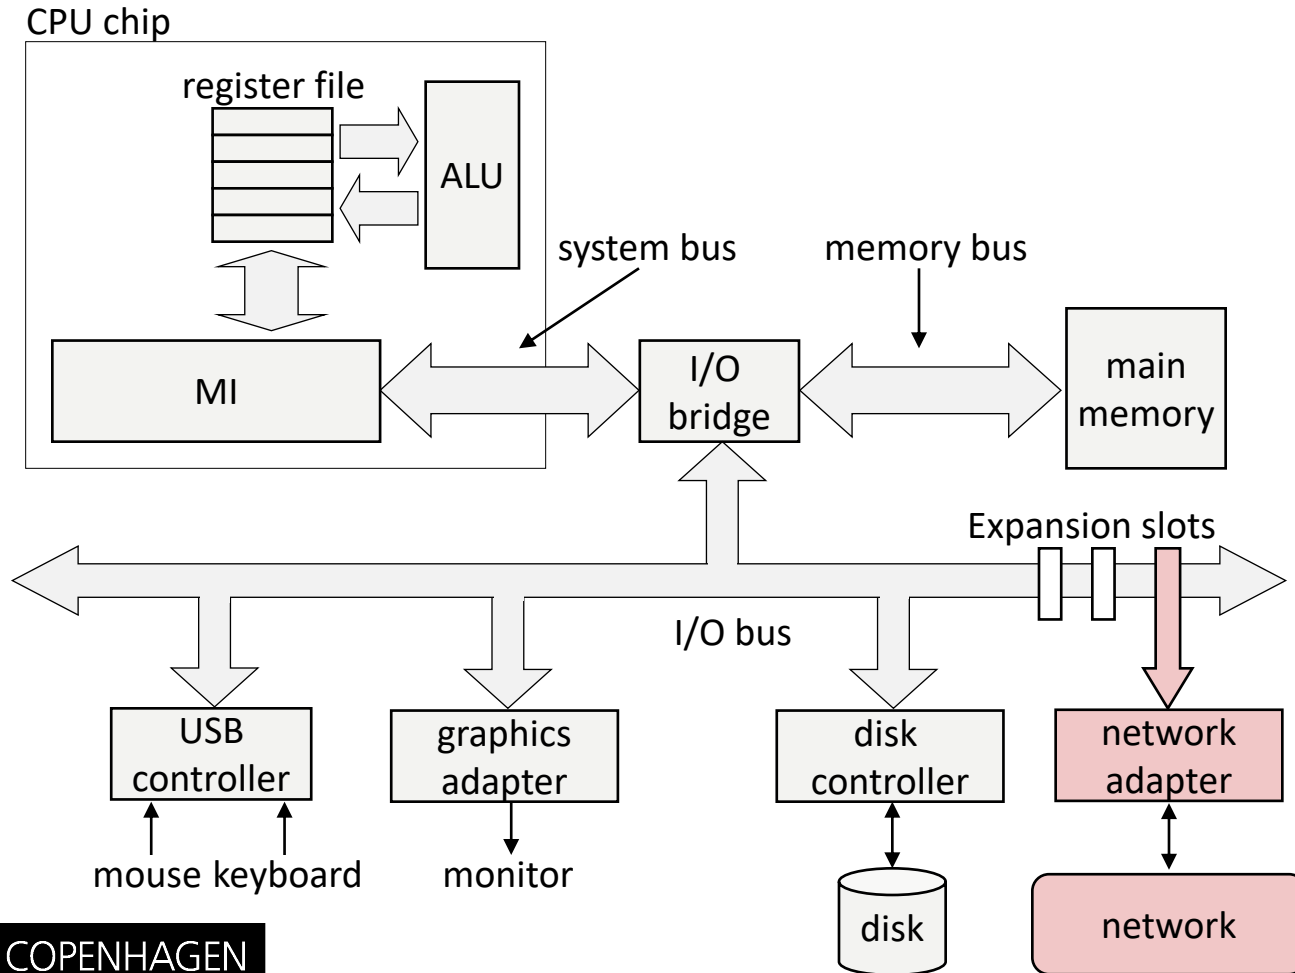 CPU chip
register file
ALU
system bus
memory bus
MI
I/O
bridge
main
memory
Expansion slots
I/O bus
USB
controller
graphics
adapter
disk
controller
network
adapter
mouse keyboard
monitor
disk
network
COPENHAGEN